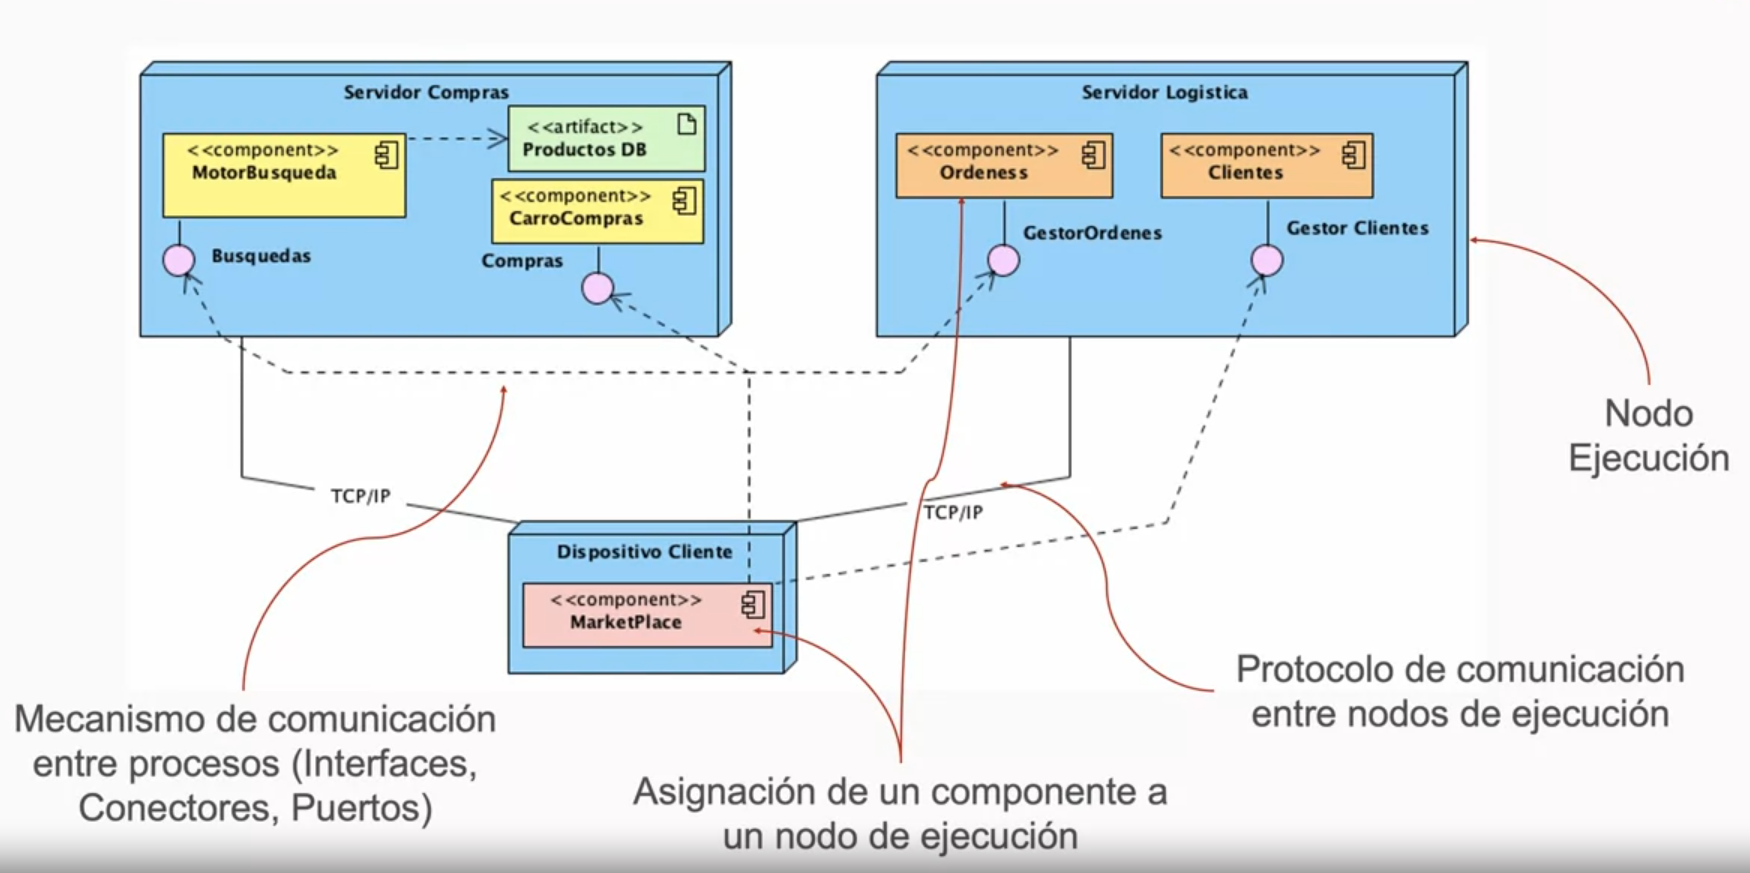 Servidor Compras
<<component>>
MotorBusqueda
<<artifact>>
Productos DB
<<component>>
CarroCompras
Busquedas
Compras
Servidor Logistica
<<component>>
Ordeness
<<component>>
Clientes
GestorOrdenes
Gestor Clientes
Nodo
Ejecución
TCP/IP
TCP/IP
Dispositivo Cliente
<<component>>
MarketPlace
Mecanismo de comunicación
entre procesos (Interfaces,
Conectores, Puertos)
Asignación de un componente a
un nodo de ejecución
Protocolo de comunicación
entre nodos de ejecución